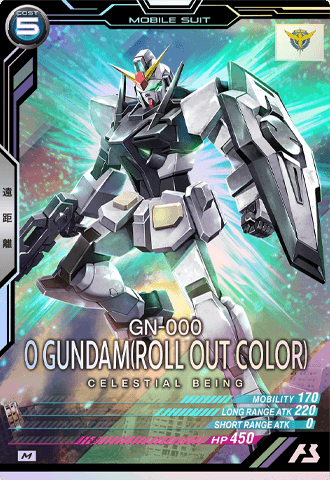 COST
5
MOBILE SUIT
遠距離
GN-000
O GUNDAM(ROLL OUT COLOR)
CELESTIAL BEING
MOBILITY 170
LONG RANGE ATK 220
SHORT RANGE ATK 0
HP 450
M